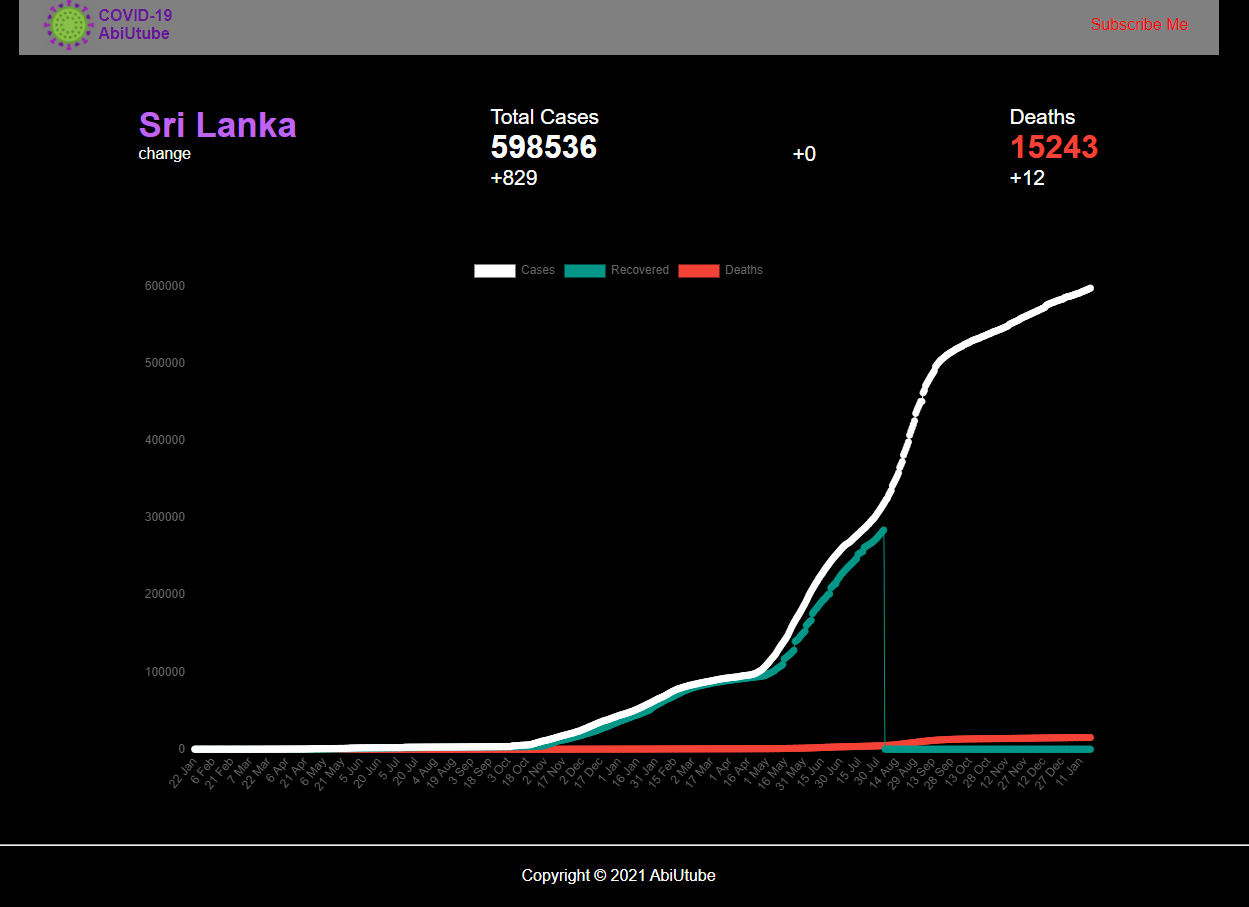 COVID-19
AbiUtube
Subscribe Me
Sri Lanka
change
Total Cases
598536
+829
+0
Deaths
15243
+12
Cases Recovered Deaths
600000
500000
400000
300000
200000
100000
0
22 Jan 6 Feb 21 Feb 7 Mar 22 Mar 6 Apr 21 Apr 6 May 21 May 5 Jun 20 Jun 5 Jul 20 Jul 4 Aug 19 Aug 3 Sep 18 Sep 3 Oct 18 Oct 2 Nov 17 Nov 2 Dec 17 Dec 1 Jan 16 Jan 31 Jan 15 Feb 2 Mar 17 Mar 1 Apr 16 Apr 1 May 16 May 31 May 15 Jun 30 Jun 15 Jul 30 Jul 14 Aug 29 Aug 13 Sep 28 Sep 13 Oct 28 Oct 12 Nov 27 Nov 12 Dec 27 Dec 11 Jan
Copyright © 2021 AbiUtube